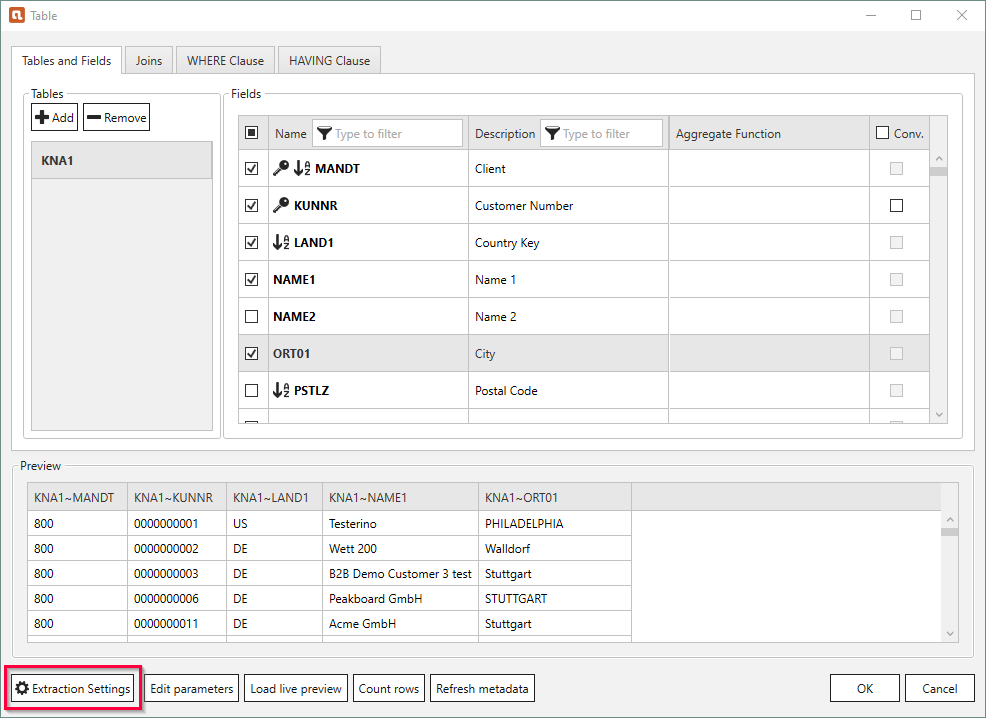 Table
Tables and Fields Joins WHERE Clause HAVING Clause
Tables
Add Remove
KNA1
Fields
Name Type to filter Description Type to filter Aggregate Function Conv.
MANDT Client
KUNNR Customer Number
LAND1 Country Key
NAME1 Name 1
NAME2 Name 2
ORT01 City
PSTLZ Postal Code
Preview
KNA1~MANDT KNA1~KUNNR KNA1~LAND1 KNA1~NAME1 KNA1~ORT01
800 0000000001 US Testerino PHILADELPHIA
800 0000000002 DE Wett 200 Walldorf
800 0000000003 DE B2B Demo Customer 3 test Stuttgart
800 0000000006 DE Peakboard GmbH STUTTGART
800 0000000011 DE Acme GmbH Stuttgart
Extraction Settings Edit parameters Load live preview Count rows Refresh metadata OK Cancel